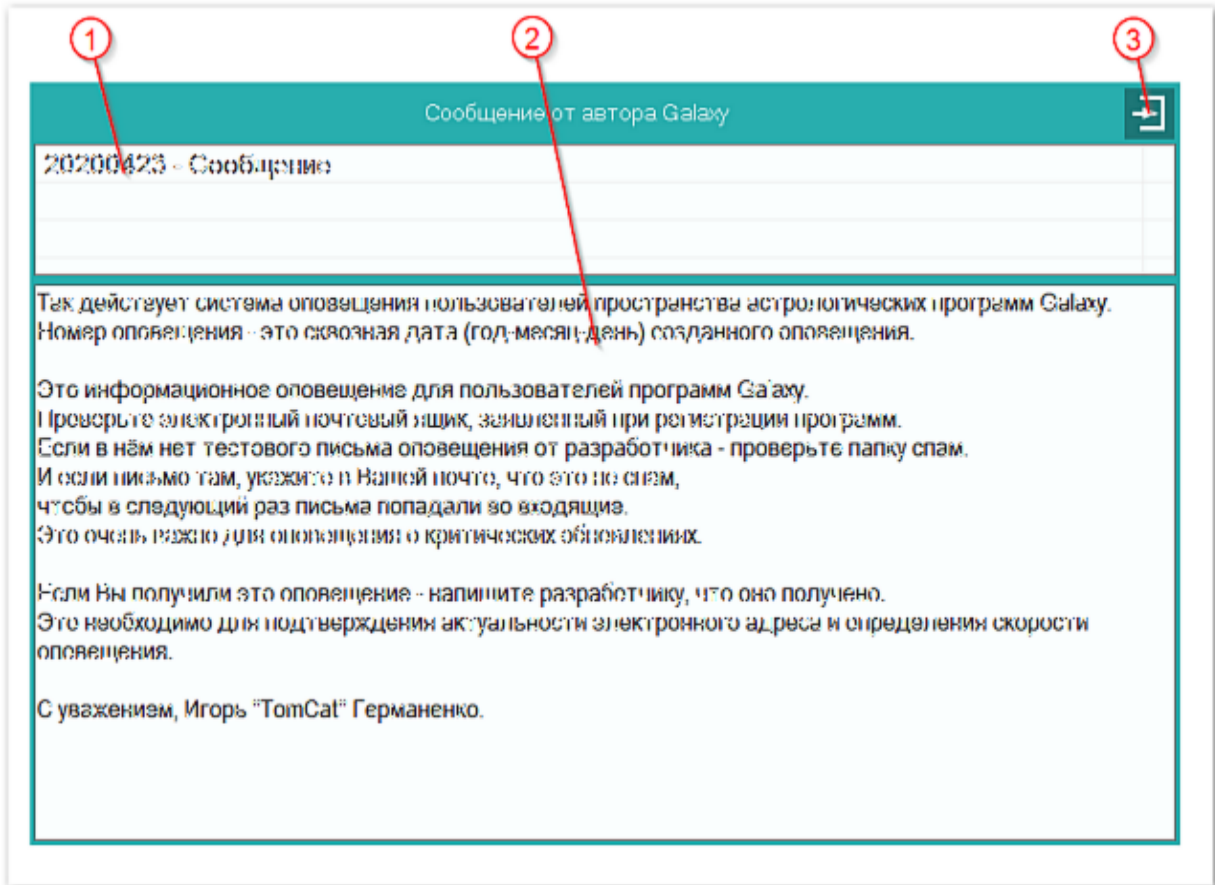 1
2
3
Сообщение от автора Galaxy
20200423 - Сообщение
Так действует система оповещения пользователей пространства астрологических программ Galaxy.
Номер оповещения - это сквозная дата (год-месяц-день) созданного оповещения.
Это информационное оповещение для пользователей программ Galaxy.
Проверьте электронный почтовый ящик, заявленный при регистрации программ.
Если в нём нет тестового письма оповещения от разработчика - проверьте папку спам.
И если письмо там, укажите в Вашей почте, что это не спам,
чтобы в следующий раз письма попадали во входящие.
Это очень важно для оповещения о критических обновлениях.
Если Вы получили это оповещение - напишите разработчику, что оно получено.
Это необходимо для подтверждения актуальности электронного адреса и определения скорости
оповещения.
С уважением, Игорь "TomCat" Германенко.